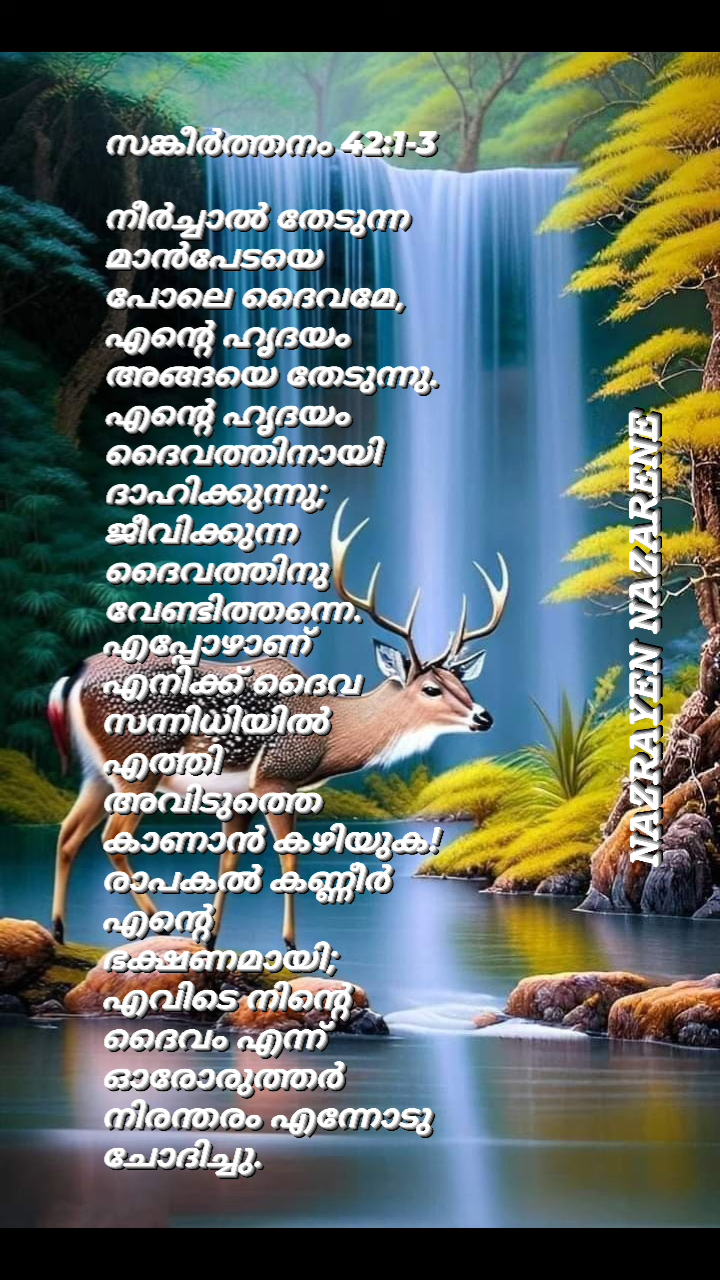 സങ്കീർത്തനം 42:1-3
നീർച്ചാൽ തേടുന്ന
മാൻപേടയെ
പോലെ ദൈവമേ,
എന്റെ ഹൃദയം
അങ്ങയെ തേടുന്നു.
എന്റെ ഹൃദയം
ദൈവത്തിനായി
ദാഹിക്കുന്നു;
ജീവിക്കുന്ന
ദൈവത്തിനു
വേണ്ടിത്തന്നെ.
എപ്പോഴാണ്
എനിക്ക് ദൈവ
സന്നിധിയിൽ
എത്തി
അവിടുത്തെ
കാണാൻ കഴിയുക!
രാപകൽ കണ്ണീർ
എന്റെ
ഭക്ഷണമായി;
എവിടെ നിന്റെ
ദൈവം എന്ന്
ഓരോരുത്തർ
നിരന്തരം എന്നോടു
ചോദിച്ചു.
NAZRAYEN NAZARENE